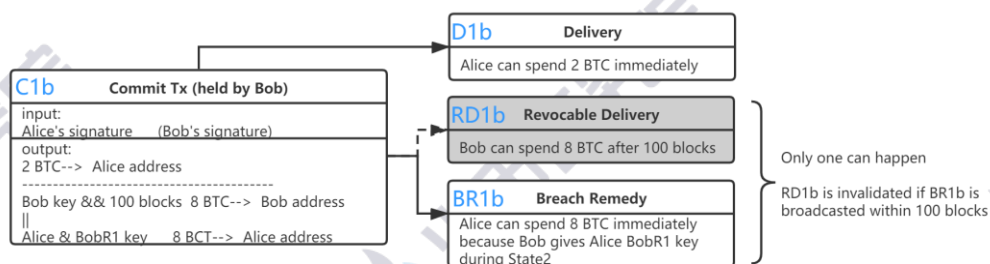 D1b Delivery
Alice can spend 2 BTC immediately
C1b Commit Tx (held by Bob)
input:
Alice's signature (Bob's signature)
output:
2 BTC--> Alice address
-----------------------------------------
Bob key && 100 blocks 8 BTC--> Bob address
||
Alice & BobR1 key 8 BCT--> Alice address
RD1b Revocable Delivery
Bob can spend 8 BTC after 100 blocks
BR1b Breach Remedy
Alice can spend 8 BTC immediately
because Bob gives Alice BobR1 key
during State2
Only one can happen
RD1b is invalidated if BR1b is
broadcasted within 100 blocks